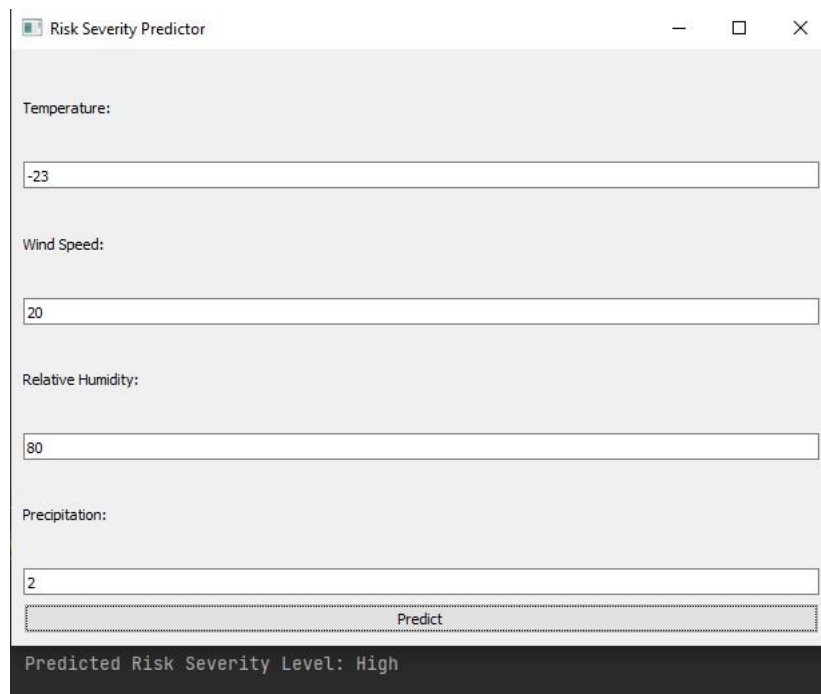 Risk Severity Predictor
Temperature:
-23
Wind Speed:
20
Relative Humidity:
80
Precipitation:
2
Predict
Predicted Risk Severity Level: High